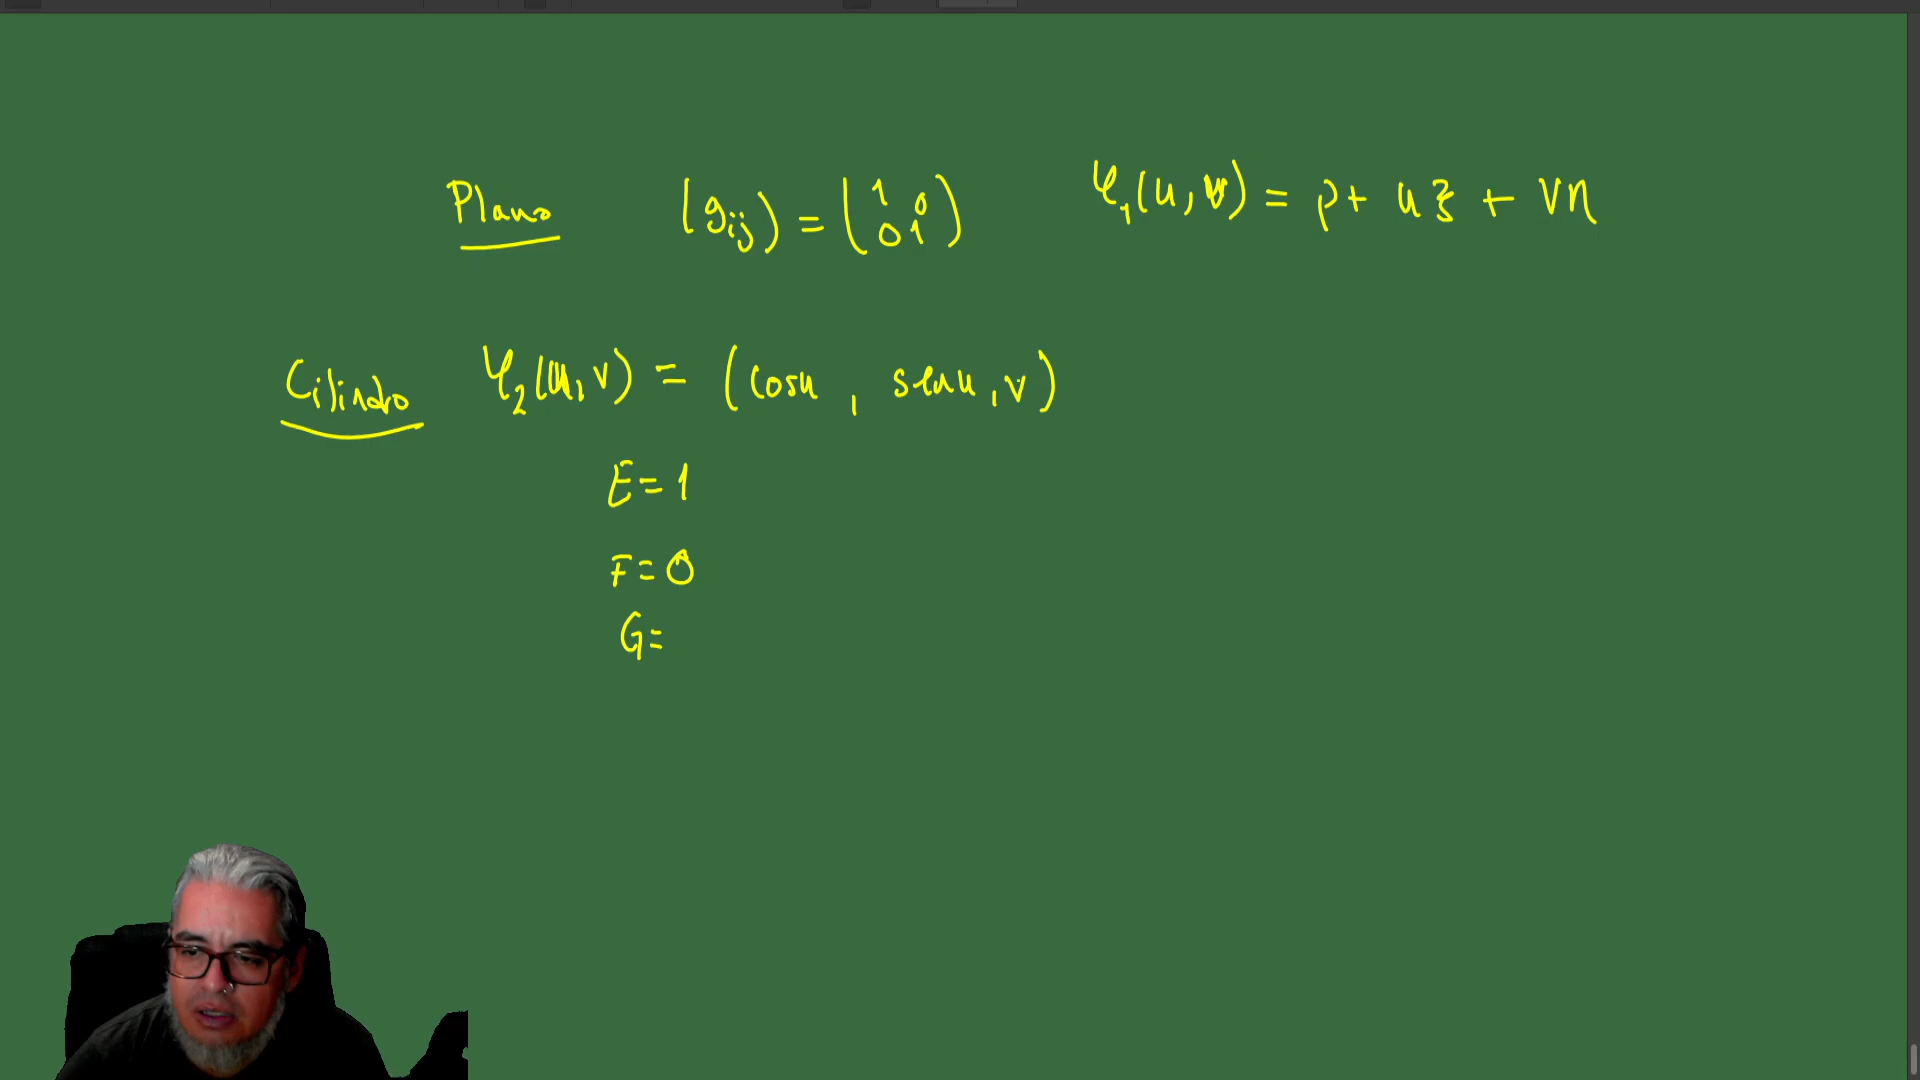 Plano (gij) = (1 0 0 1) φ1(u,v) = p + uξ + vη
Cilindro φ2(u,v) = (cosu, senu, v)
E=1
F=0
G=